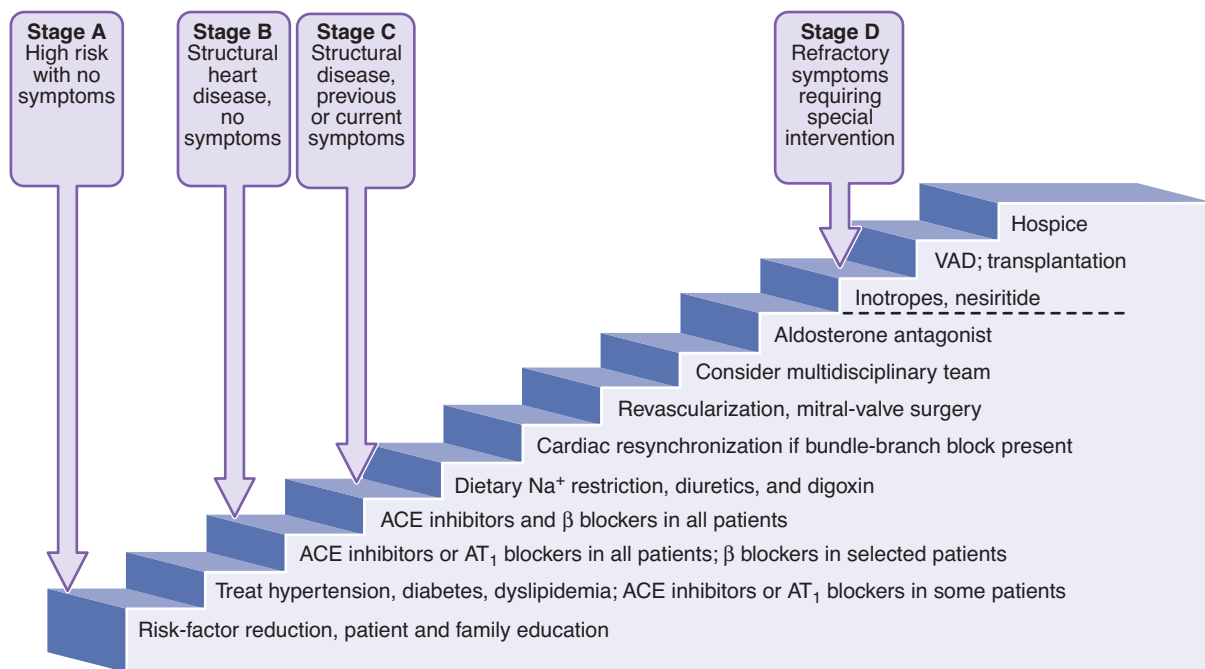 Stage A
High risk
with no
symptoms
Stage B
Structural
heart
disease,
no
symptoms
Stage C
Structural
disease,
previous
or current
symptoms
Stage D
Refractory
symptoms
requiring
special
intervention
Hospice
VAD; transplantation
Inotropes, nesiritide
Aldosterone antagonist
Consider multidisciplinary team
Revascularization, mitral-valve surgery
Cardiac resynchronization if bundle-branch block present
Dietary Na⁺ restriction, diuretics, and digoxin
ACE inhibitors and β blockers in all patients
ACE inhibitors or AT₁ blockers in all patients; β blockers in selected patients
Treat hypertension, diabetes, dyslipidemia; ACE inhibitors or AT₁ blockers in some patients
Risk-factor reduction, patient and family education